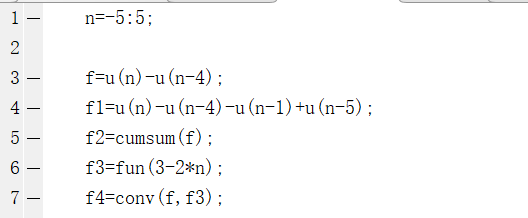 1 — n=-5:5;
2
3 — f=u(n)-u(n-4);
4 — f1=u(n)-u(n-4)-u(n-1)+u(n-5);
5 — f2=cumsum(f);
6 — f3=fun(3-2*n);
7 — f4=conv(f,f3);